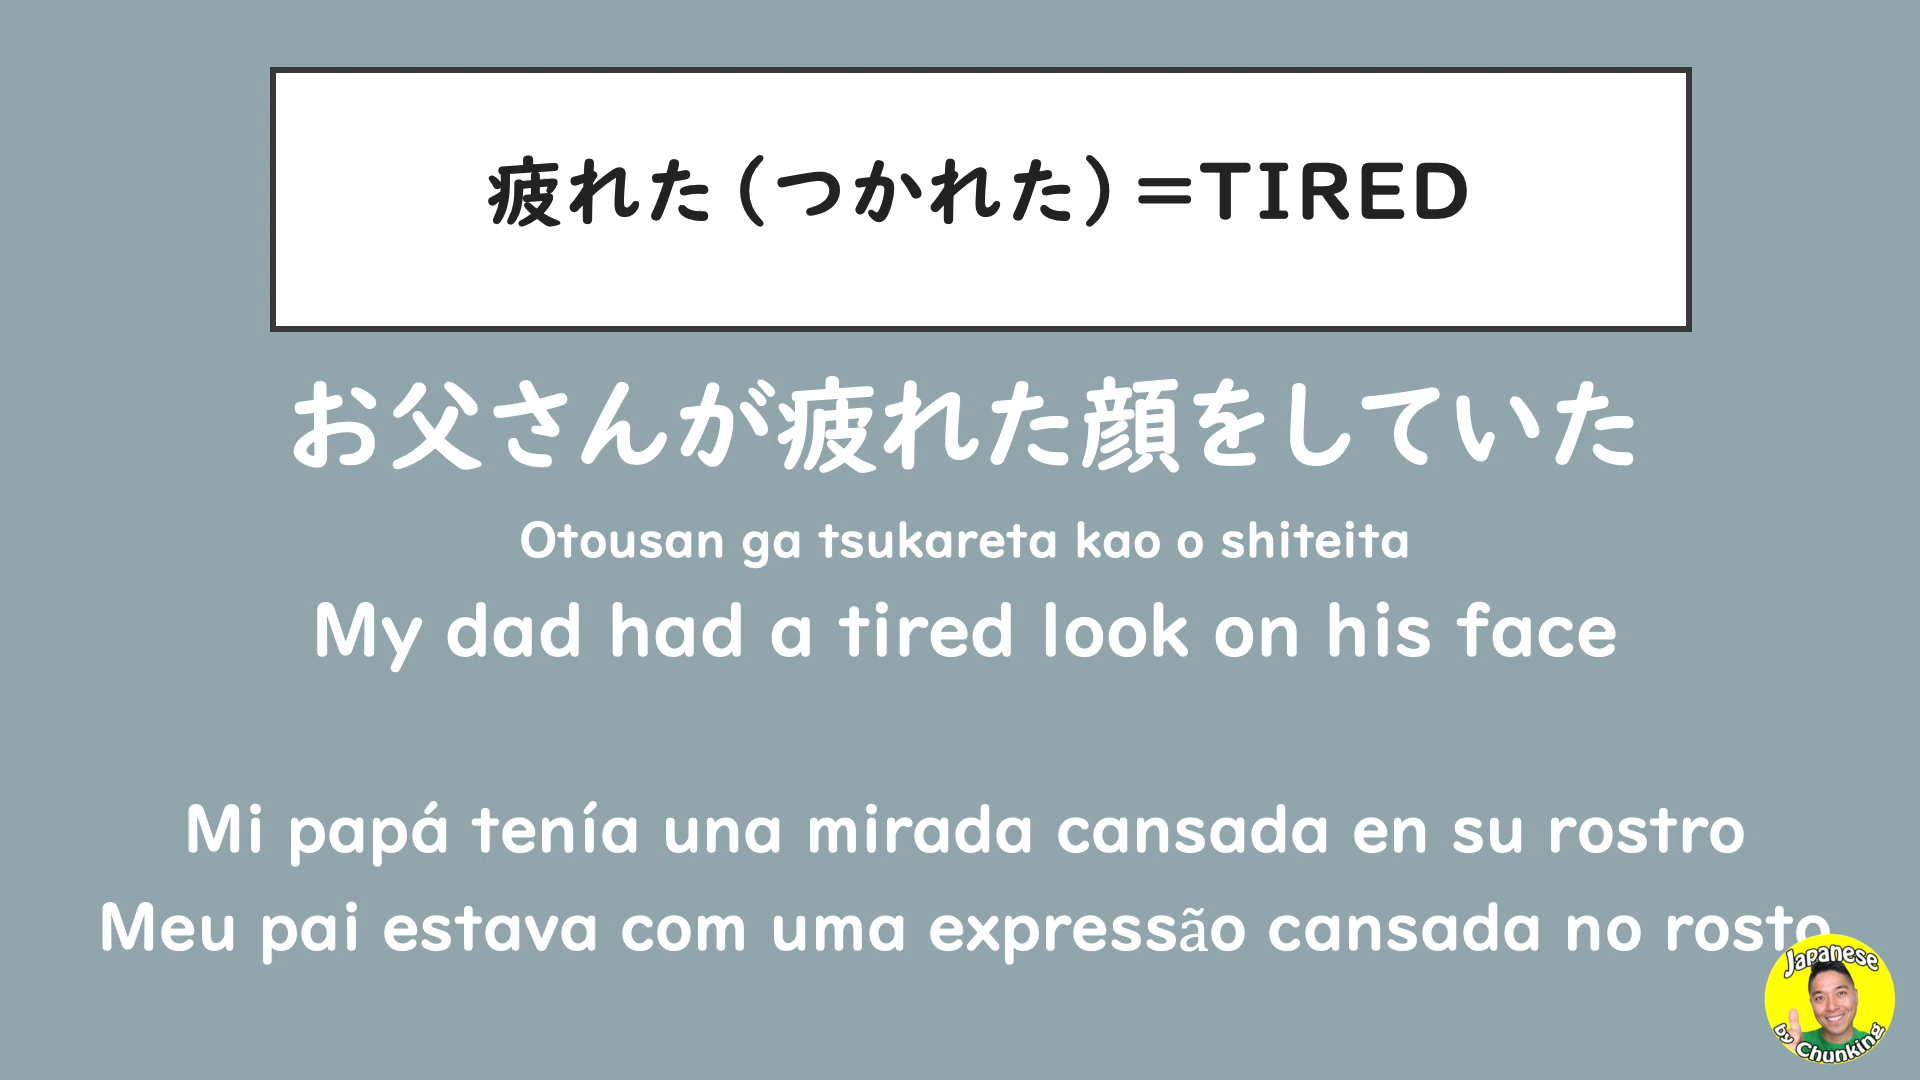 疲れた（つかれた）＝TIRED
お父さんが疲れた顔をしていた
Otousan ga tsukareta kao o shiteita
My dad had a tired look on his face
Mi papá tenía una mirada cansada en su rostro
Meu pai estava com uma expressão cansada no rosto
Japanese
by Chunking